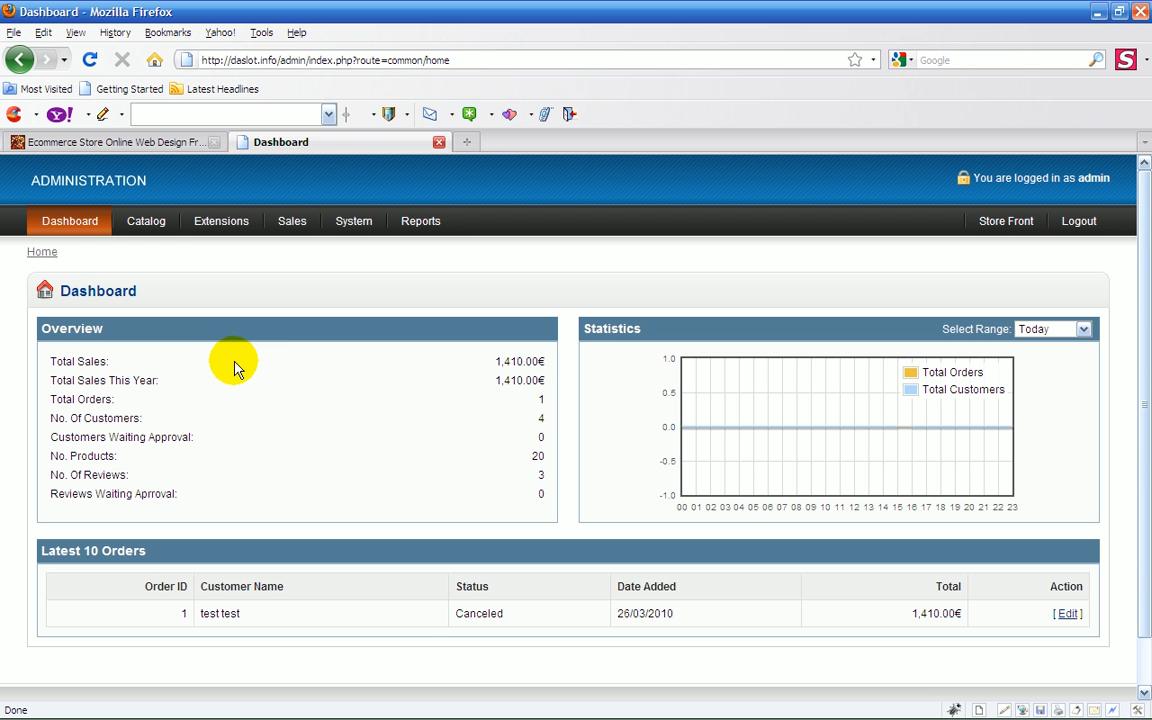 Dashboard - Mozilla Firefox
File Edit View History Bookmarks Yahoo! Tools Help
http://daslot.info/admin/index.php?route=common/home Google S
Most Visited Getting Started Latest Headlines
Y!
Ecommerce Store Online Web Design Fr... Dashboard
ADMINISTRATION You are logged in as admin
Dashboard Catalog Extensions Sales System Reports Store Front Logout
Home
Dashboard
Overview
Total Sales: 1,410.00€
Total Sales This Year: 1,410.00€
Total Orders: 1
No. Of Customers: 4
Customers Waiting Approval: 0
No. Products: 20
No. Of Reviews: 3
Reviews Waiting Aprroval: 0
Statistics Select Range: Today
Total Orders
Total Customers
1.0
0.5
0.0
-0.5
-1.0
00 01 02 03 04 05 06 07 08 09 10 11 12 13 14 15 16 17 18 19 20 21 22 23
Latest 10 Orders
Order ID Customer Name Status Date Added Total Action
1 test test Canceled 26/03/2010 1,410.00€ [ Edit ]
Done